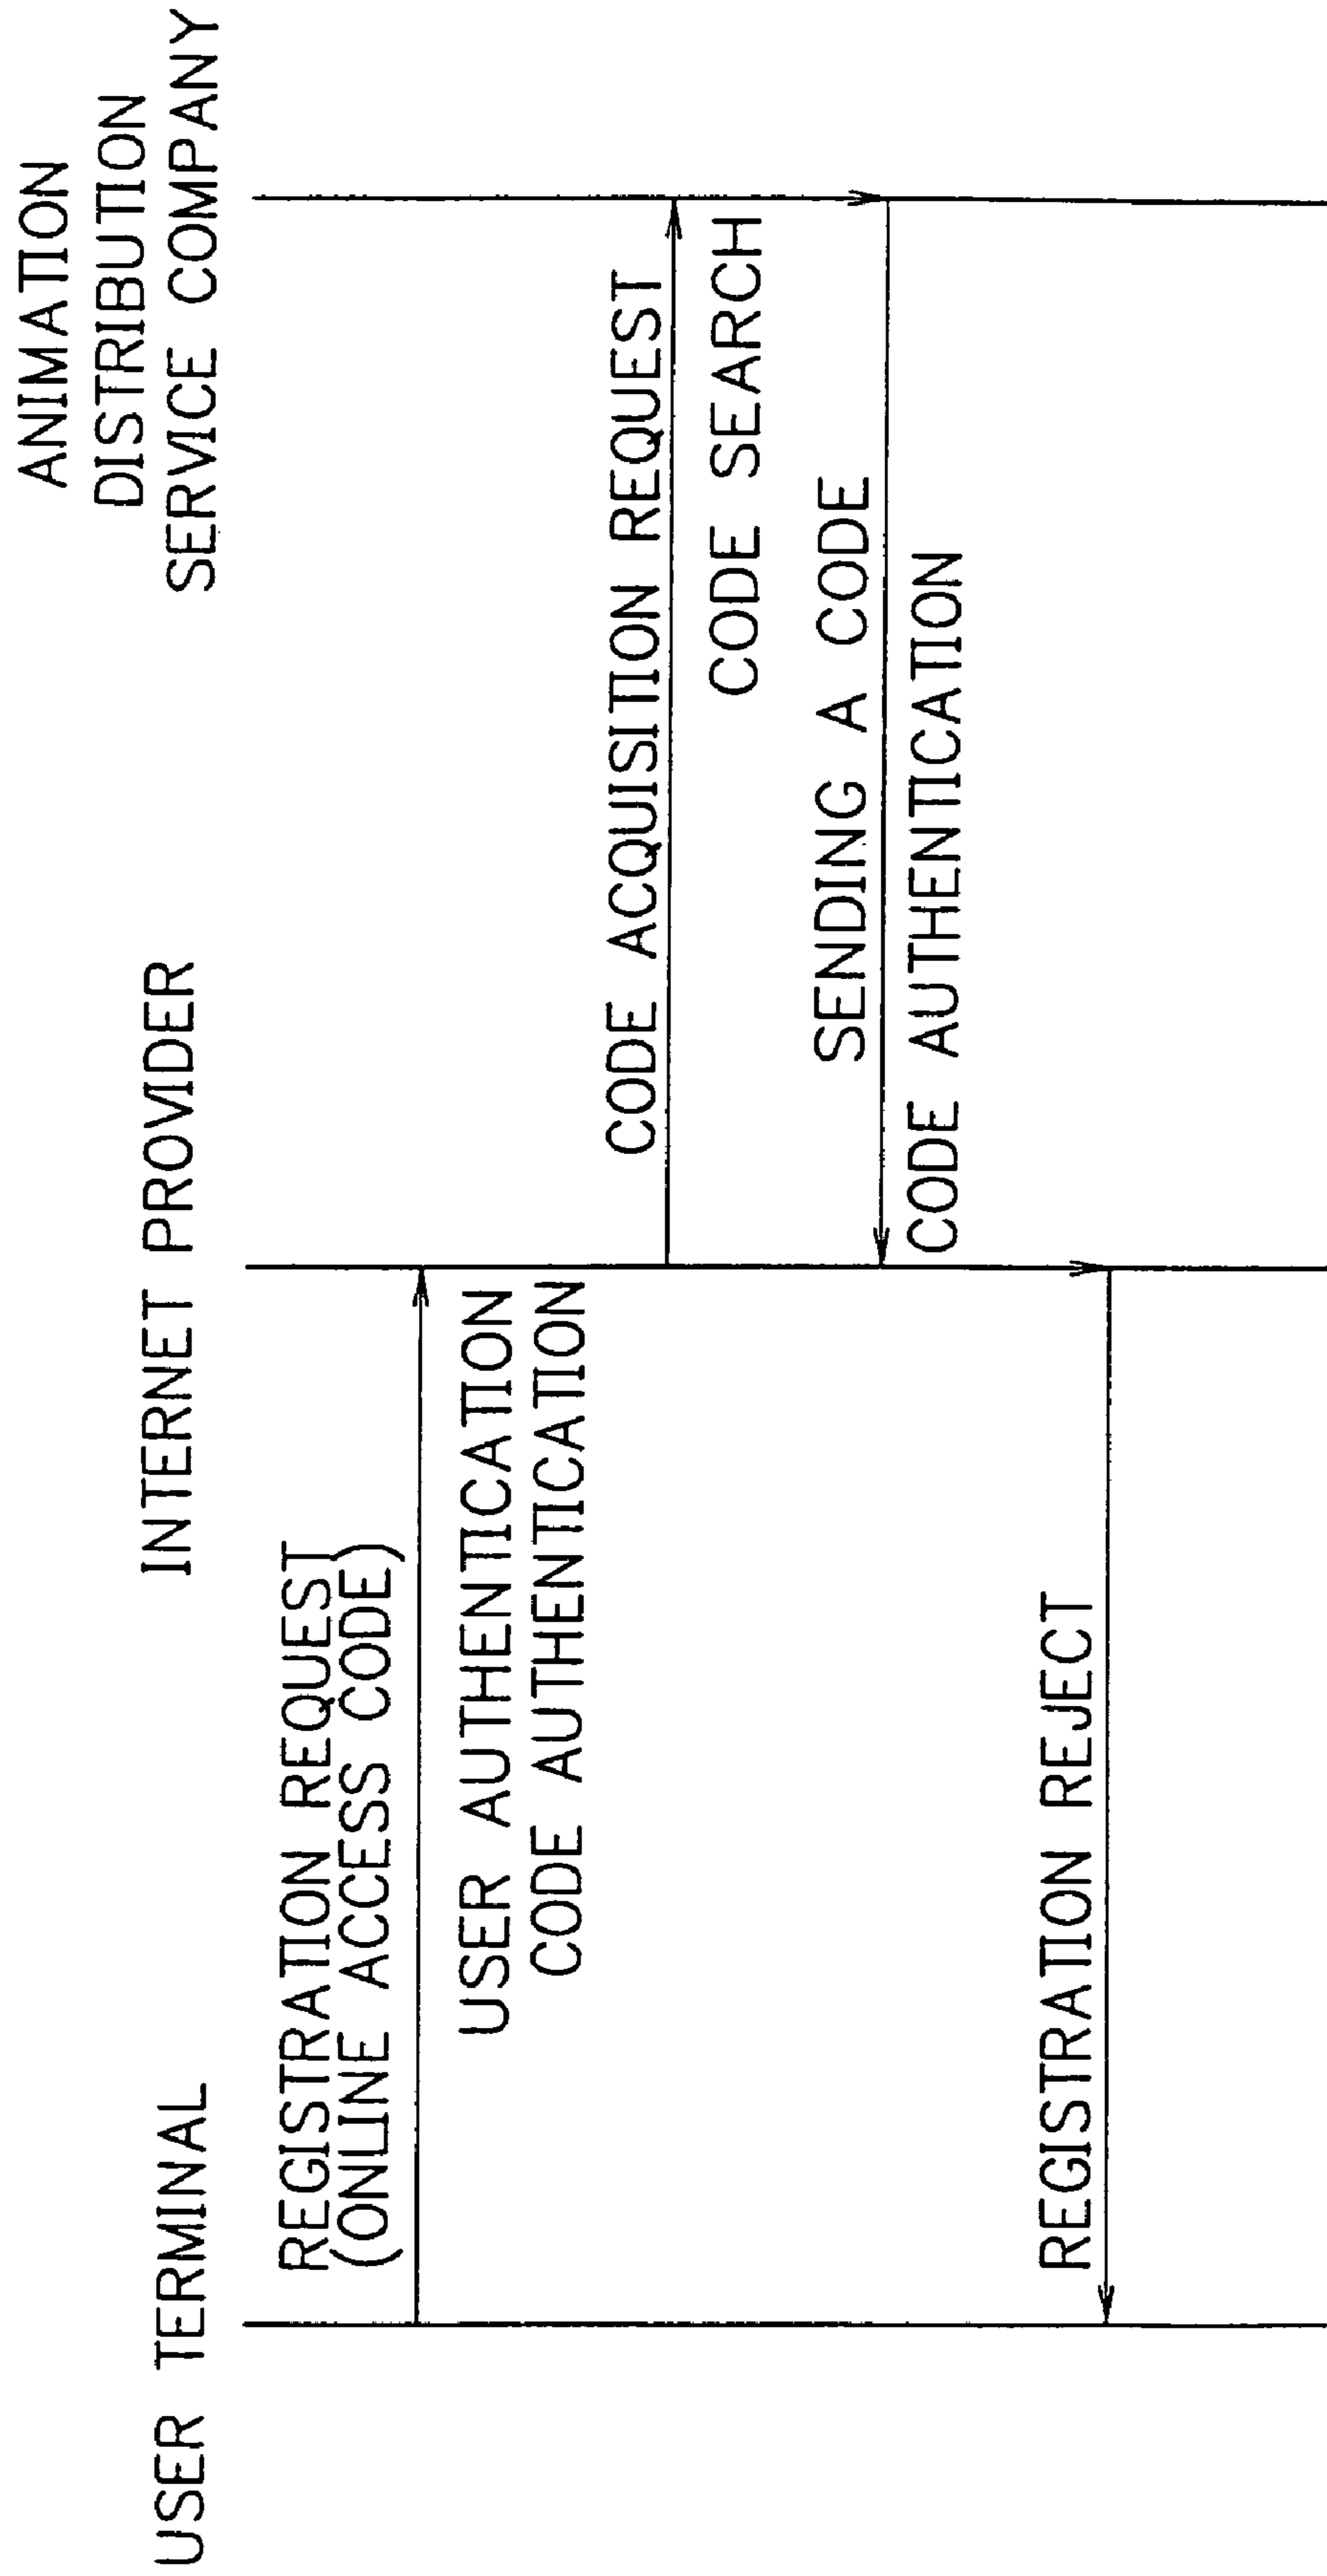 USER TERMINAL
INTERNET PROVIDER
ANIMATION
DISTRIBUTION
SERVICE COMPANY
REGISTRATION REQUEST
(ONLINE ACCESS CODE)
USER AUTHENTICATION
CODE AUTHENTICATION
CODE ACQUISITION REQUEST
CODE SEARCH
SENDING A CODE
CODE AUTHENTICATION
REGISTRATION REJECT